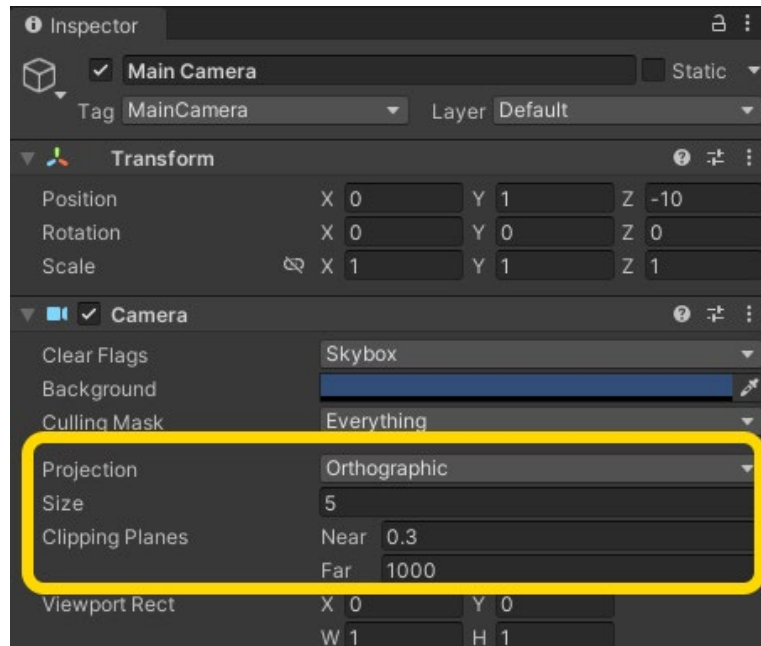 Inspector
Main Camera Static
Tag MainCamera Layer Default
Transform
Position X 0 Y 1 Z -10
Rotation X 0 Y 0 Z 0
Scale X 1 Y 1 Z 1
Camera
Clear Flags Skybox
Background
Culling Mask Everything
Projection Orthographic
Size 5
Clipping Planes Near 0.3
Far 1000
Viewport Rect X 0 Y 0
W 1 H 1